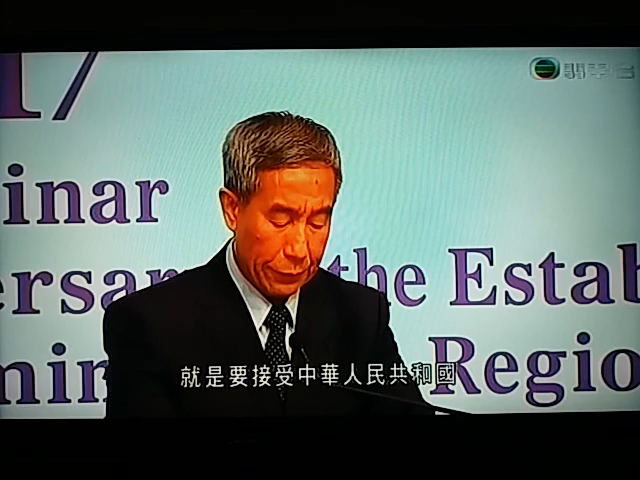 17
翡翠台
inar
ersar the Estab
min Regio
就是要接受中華人民共和國